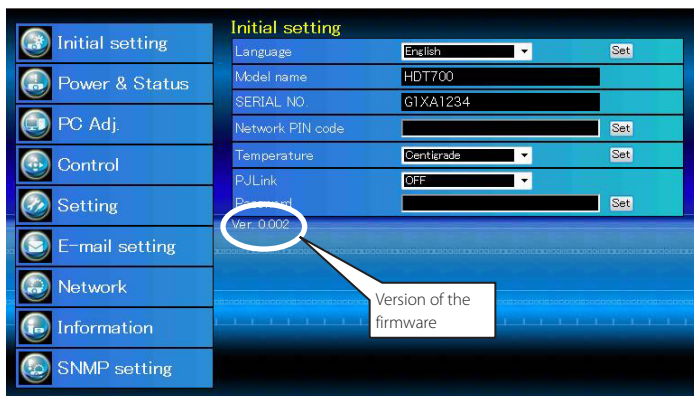 Initial setting
Power & Status
PC Adj.
Control
Setting
E-mail setting
Network
Information
SNMP setting
Initial setting
Language English Set
Model name HDT700
SERIAL NO. G1XA1234
Network PIN code Set
Temperature Centigrade Set
PJLink OFF
Password Set
Ver. 0.002
Version of the
firmware